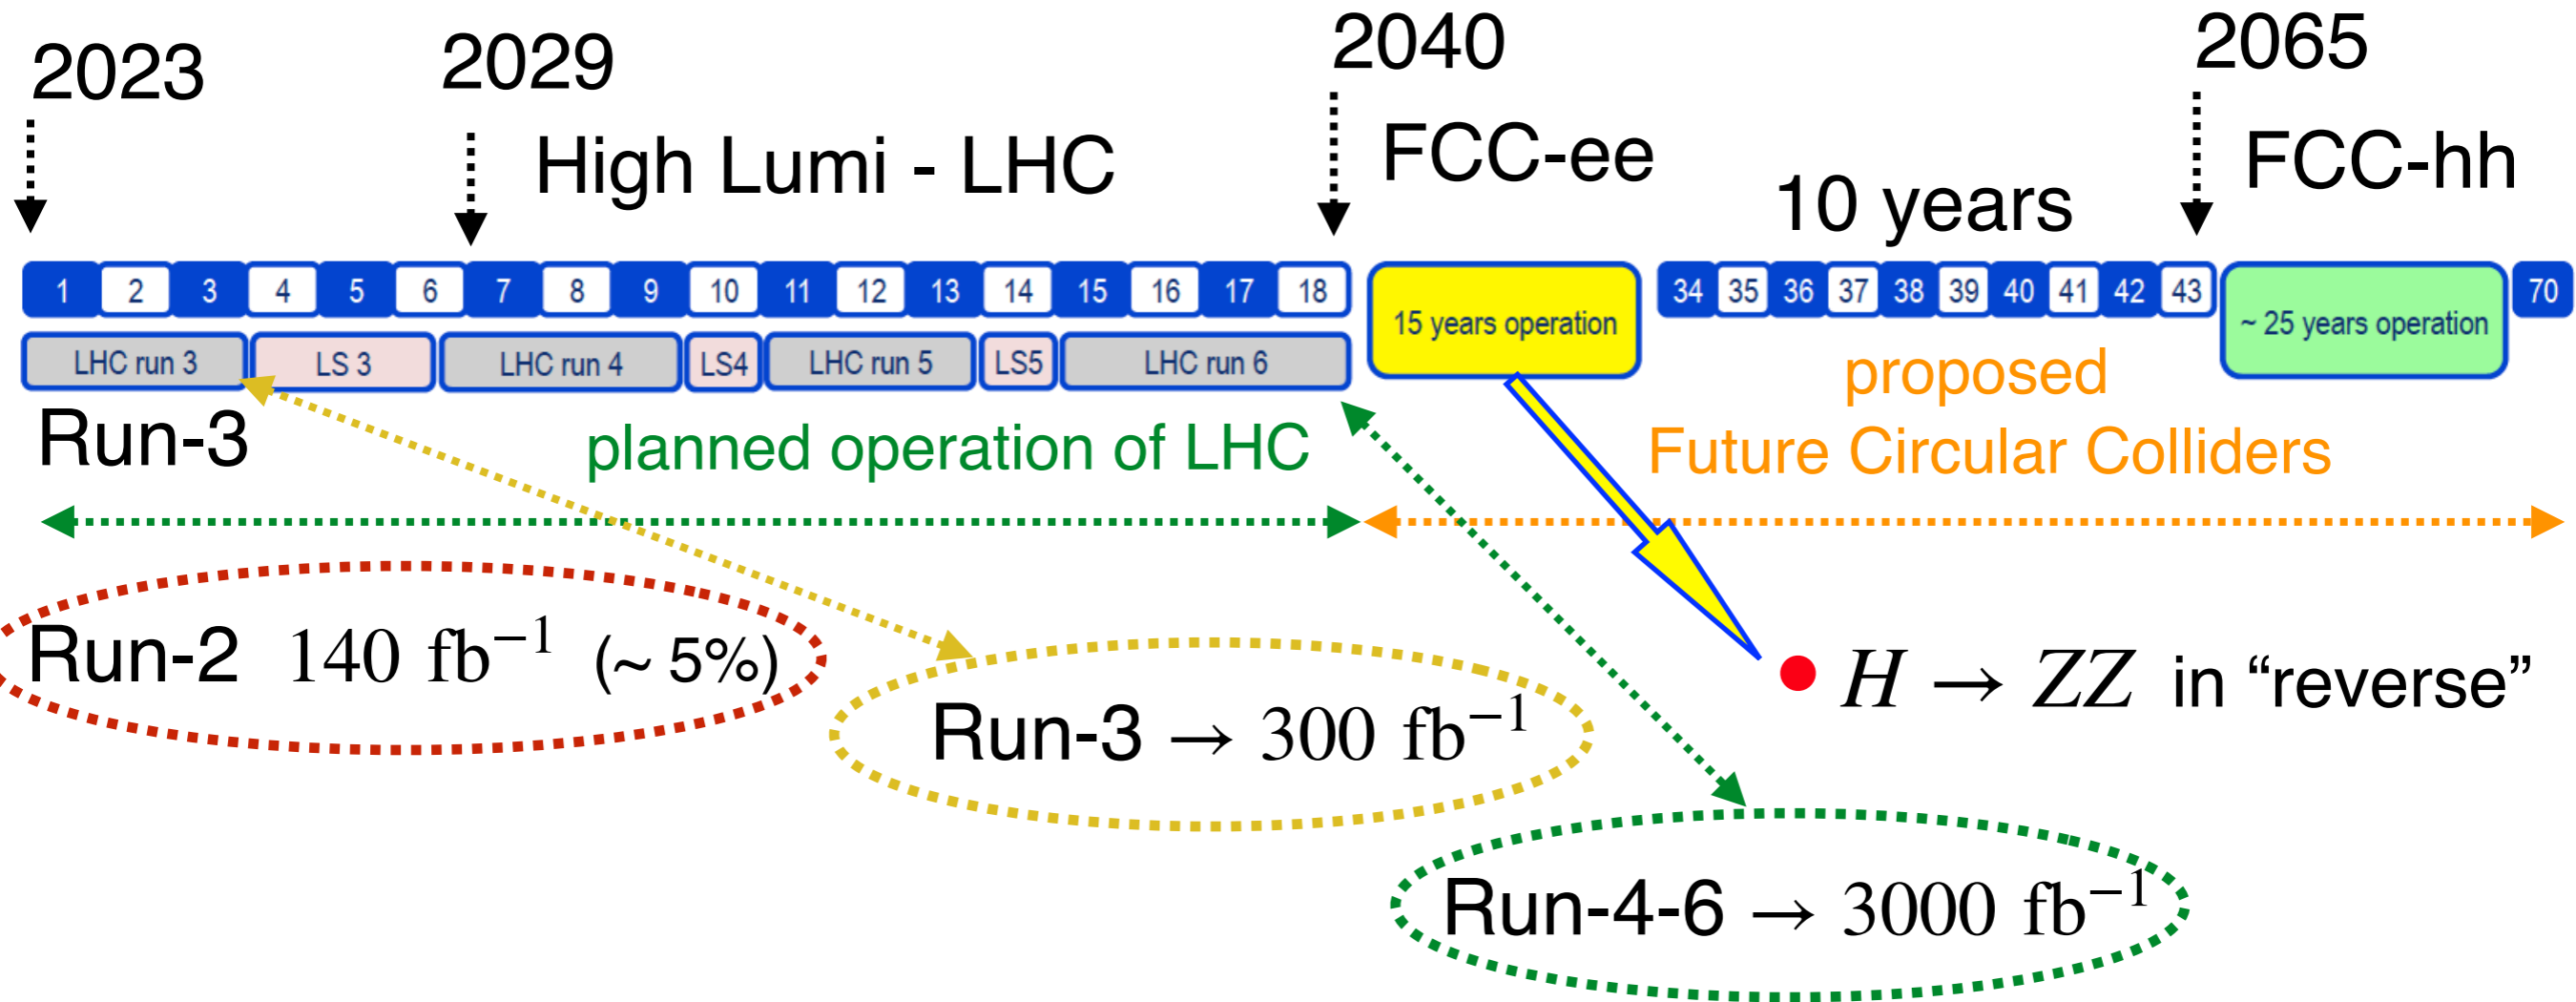 2023
2029
2040
2065
High Lumi - LHC
FCC-ee
10 years
FCC-hh
1 2 3 4 5 6 7 8 9 10 11 12 13 14 15 16 17 18
15 years operation
34 35 36 37 38 39 40 41 42 43
~ 25 years operation
70
LHC run 3
LS 3
LHC run 4
LS4
LHC run 5
LS5
LHC run 6
Run-3
planned operation of LHC
proposed
Future Circular Colliders
Run-2 140 fb⁻¹ (~ 5%)
Run-3 → 300 fb⁻¹
• H → ZZ in “reverse”
Run-4-6 → 3000 fb⁻¹